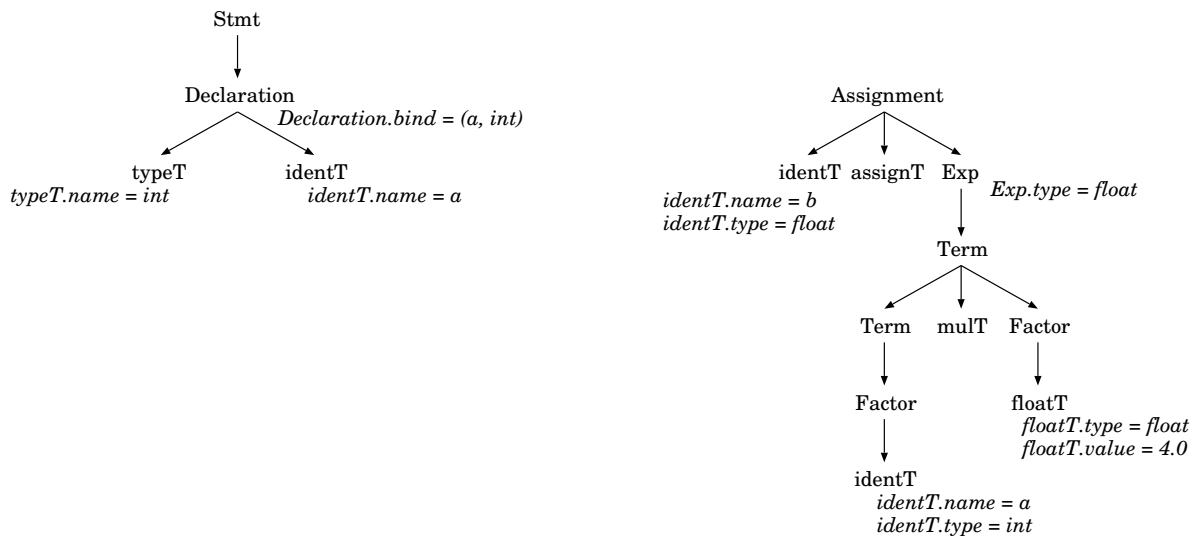 Stmt
Declaration
Declaration.bind = (a, int)
typeT identT
typeT.name = int identT.name = a
Assignment
identT assignT Exp
Exp.type = float
identT.name = b
identT.type = float
Term
Term mulT Factor
Factor floatT
floatT.type = float
floatT.value = 4.0
identT
identT.name = a
identT.type = int